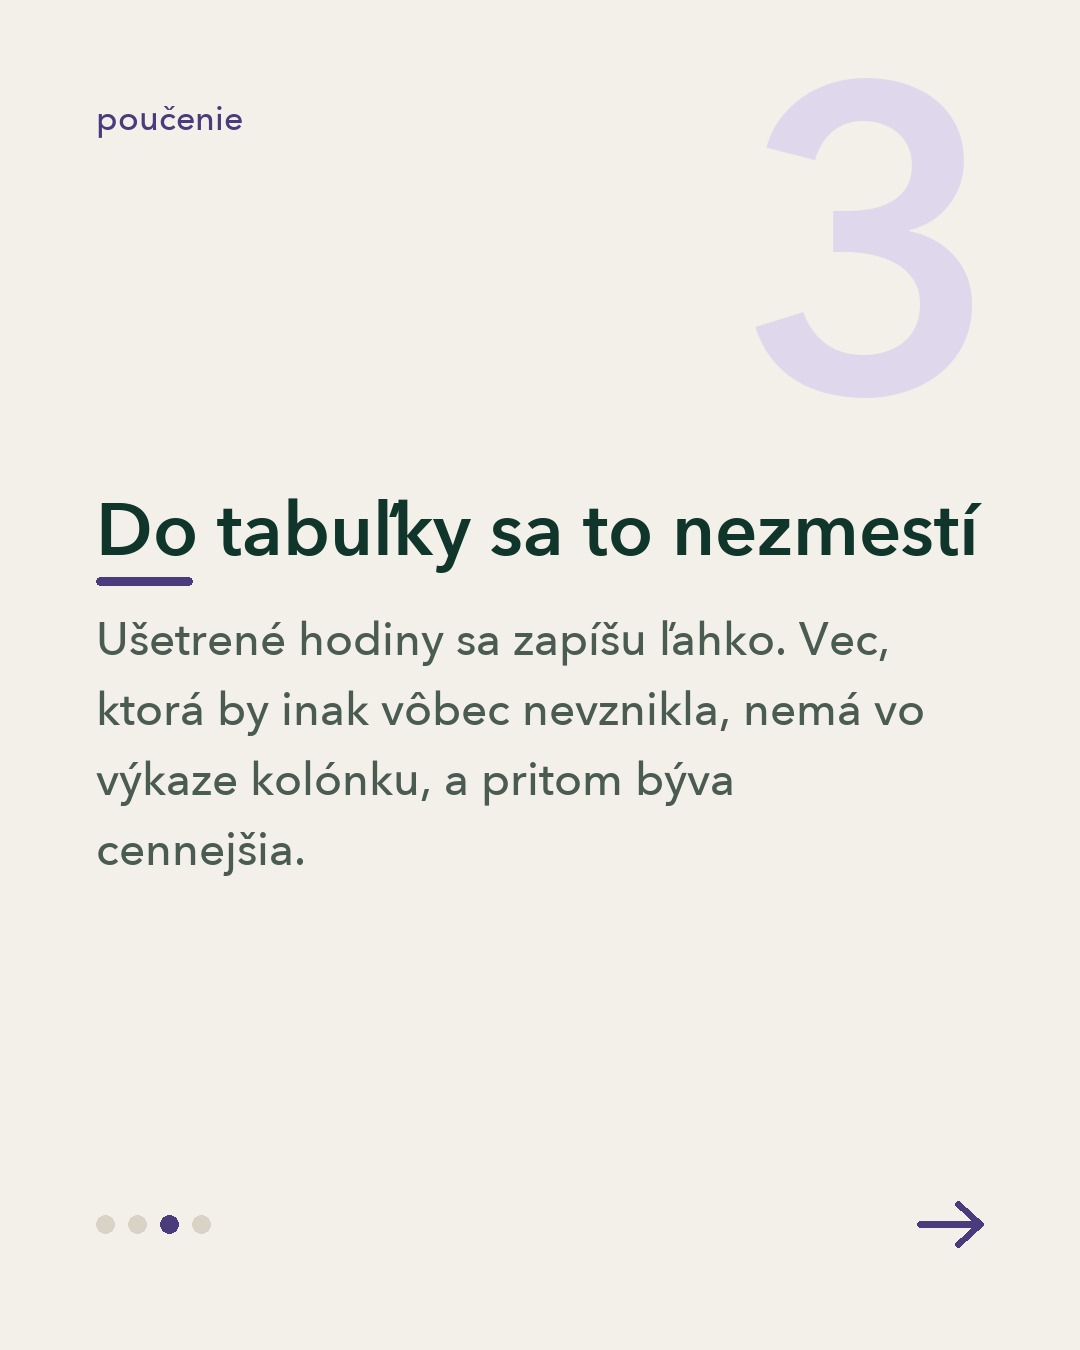 poučenie
3
Do tabuľky sa to nezmestí
Ušetrené hodiny sa zapíšu ľahko. Vec,
ktorá by inak vôbec nevznikla, nemá vo
výkaze kolónku, a pritom býva
cennejšia.